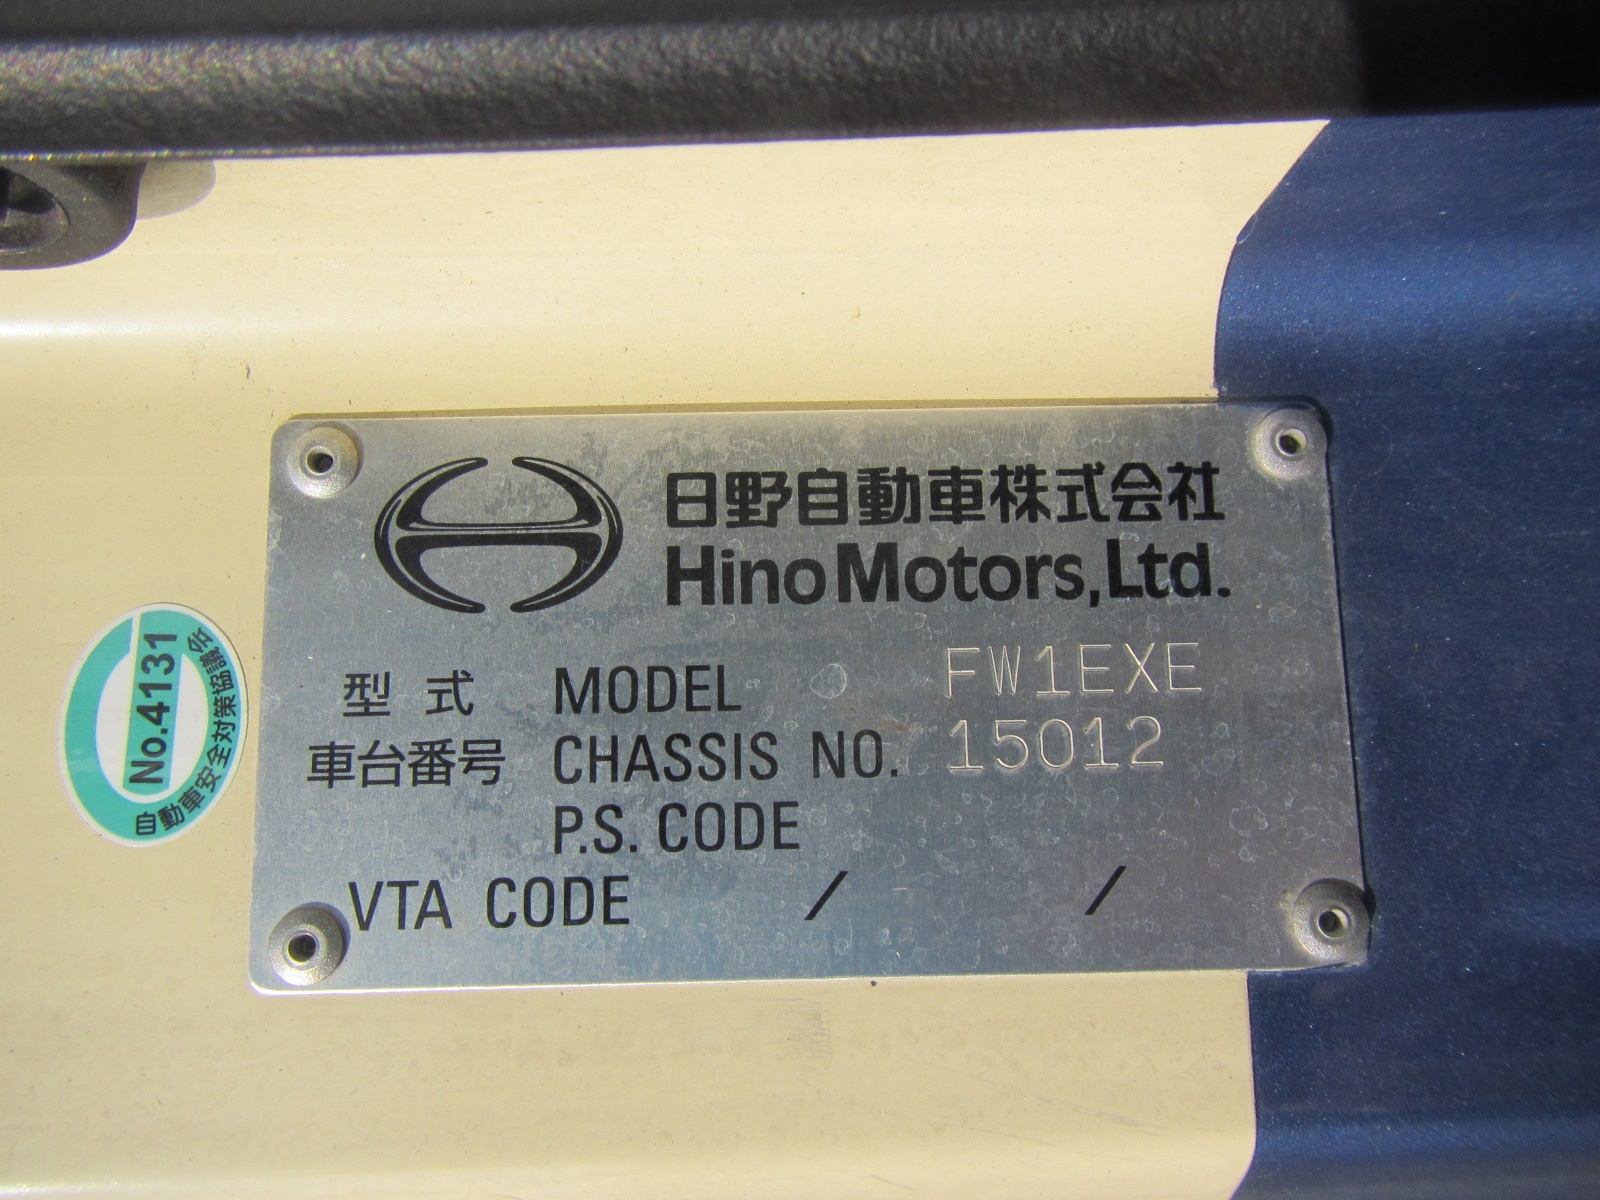 日野自動車株式会社
Hino Motors, Ltd.
型 式 MODEL FW1EXE
車台番号 CHASSIS NO. 15012
P.S. CODE
VTA CODE / /
No.4131
自動車安全対策協議会